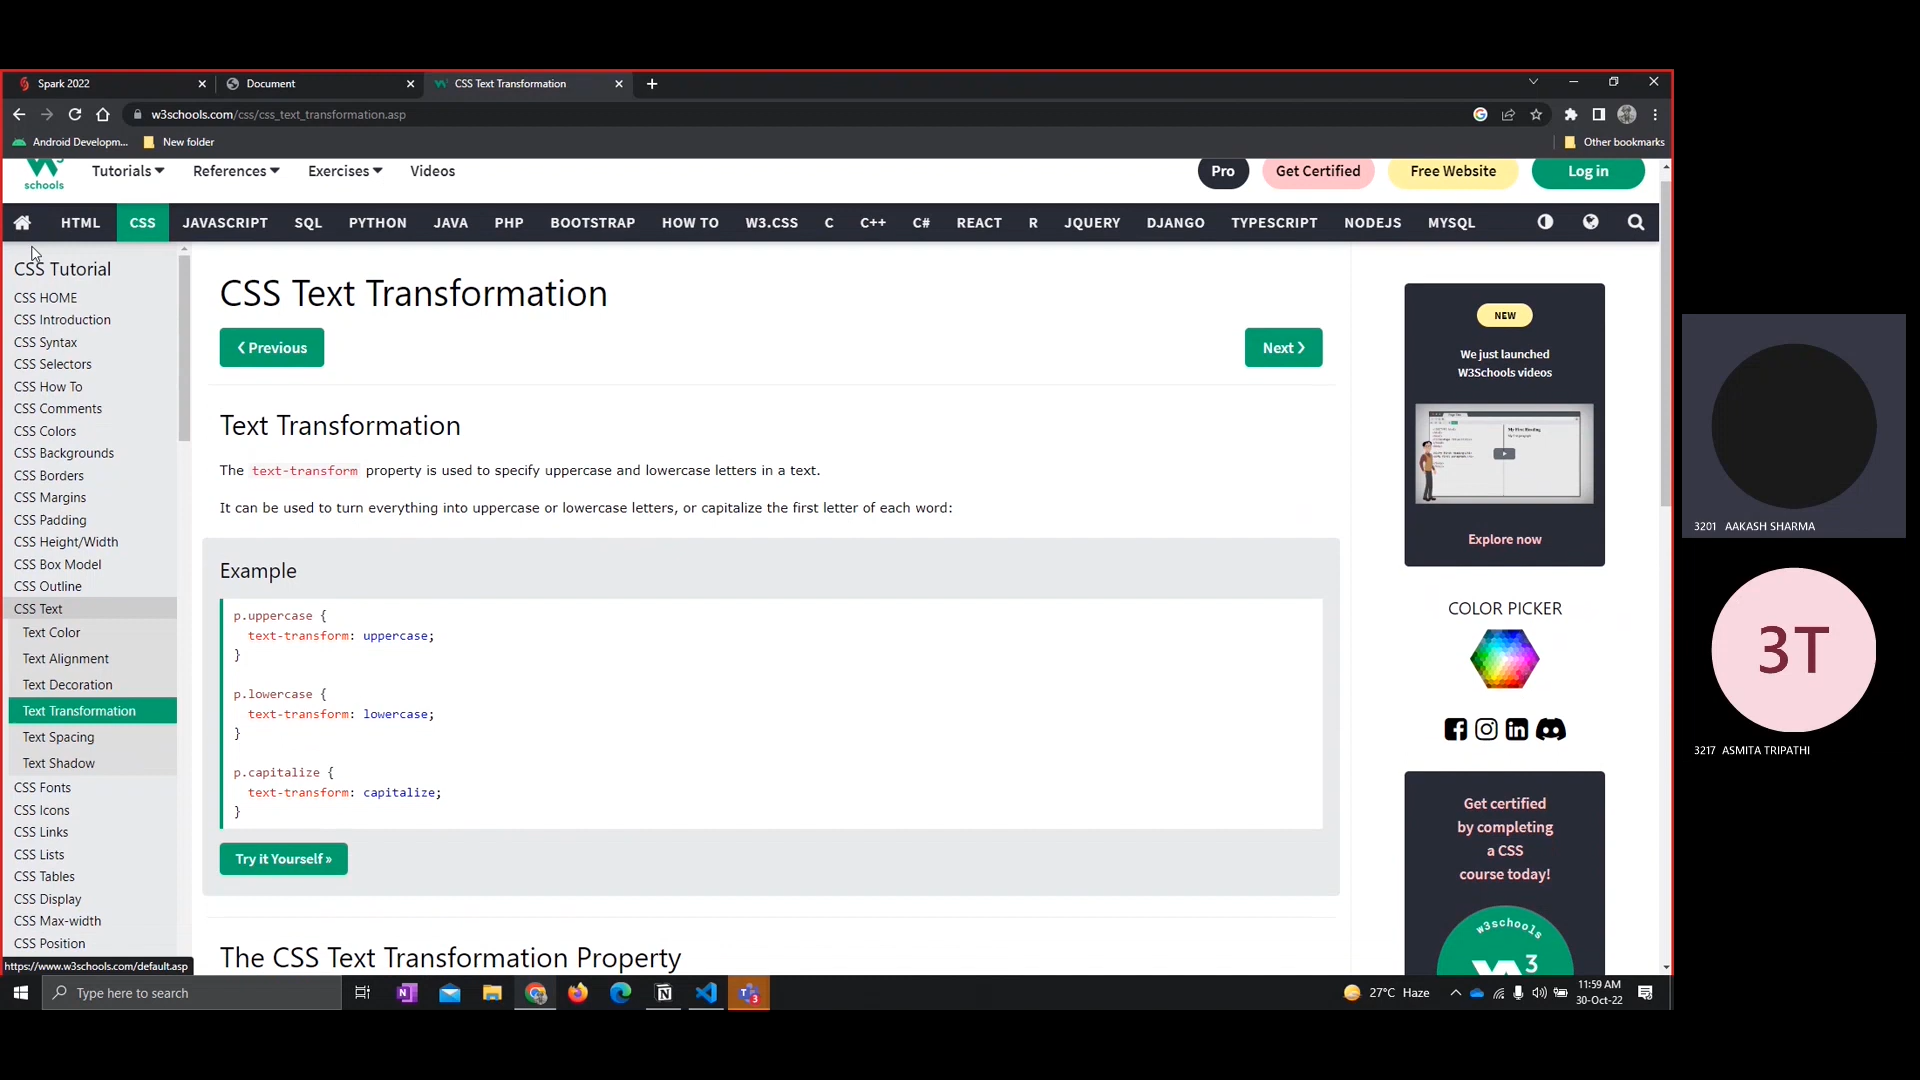 Spark 2022
Document
CSS Text Transformation
w3schools.com/css/css_text_transformation.asp
Android Developm...
New folder
Other bookmarks
W3
schools
Tutorials
References
Exercises
Videos
Pro
Get Certified
Free Website
Log in
HTML
CSS
JAVASCRIPT
SQL
PYTHON
JAVA
PHP
BOOTSTRAP
HOW TO
W3.CSS
C
C++
C#
REACT
R
JQUERY
DJANGO
TYPESCRIPT
NODEJS
MYSQL
CSS Tutorial
CSS HOME
CSS Introduction
CSS Syntax
CSS Selectors
CSS How To
CSS Comments
CSS Colors
CSS Backgrounds
CSS Borders
CSS Margins
CSS Padding
CSS Height/Width
CSS Box Model
CSS Outline
CSS Text
Text Color
Text Alignment
Text Decoration
Text Transformation
Text Spacing
Text Shadow
CSS Fonts
CSS Icons
CSS Links
CSS Lists
CSS Tables
CSS Display
CSS Max-width
CSS Position
https://www.w3schools.com/default.asp
CSS Text Transformation
❮ Previous
Next ❯
Text Transformation
The text-transform property is used to specify uppercase and lowercase letters in a text.
It can be used to turn everything into uppercase or lowercase letters, or capitalize the first letter of each word:
Example
p.uppercase {
text-transform: uppercase;
}
p.lowercase {
text-transform: lowercase;
}
p.capitalize {
text-transform: capitalize;
}
Try it Yourself »
The CSS Text Transformation Property
NEW
We just launched
W3Schools videos
Explore now
COLOR PICKER
Get certified
by completing
a CSS
course today!
w3schools
W3
3201 AAKASH SHARMA
3T
3217 ASMITA TRIPATHI
Type here to search
27°C Haze
11:59 AM
30-Oct-22